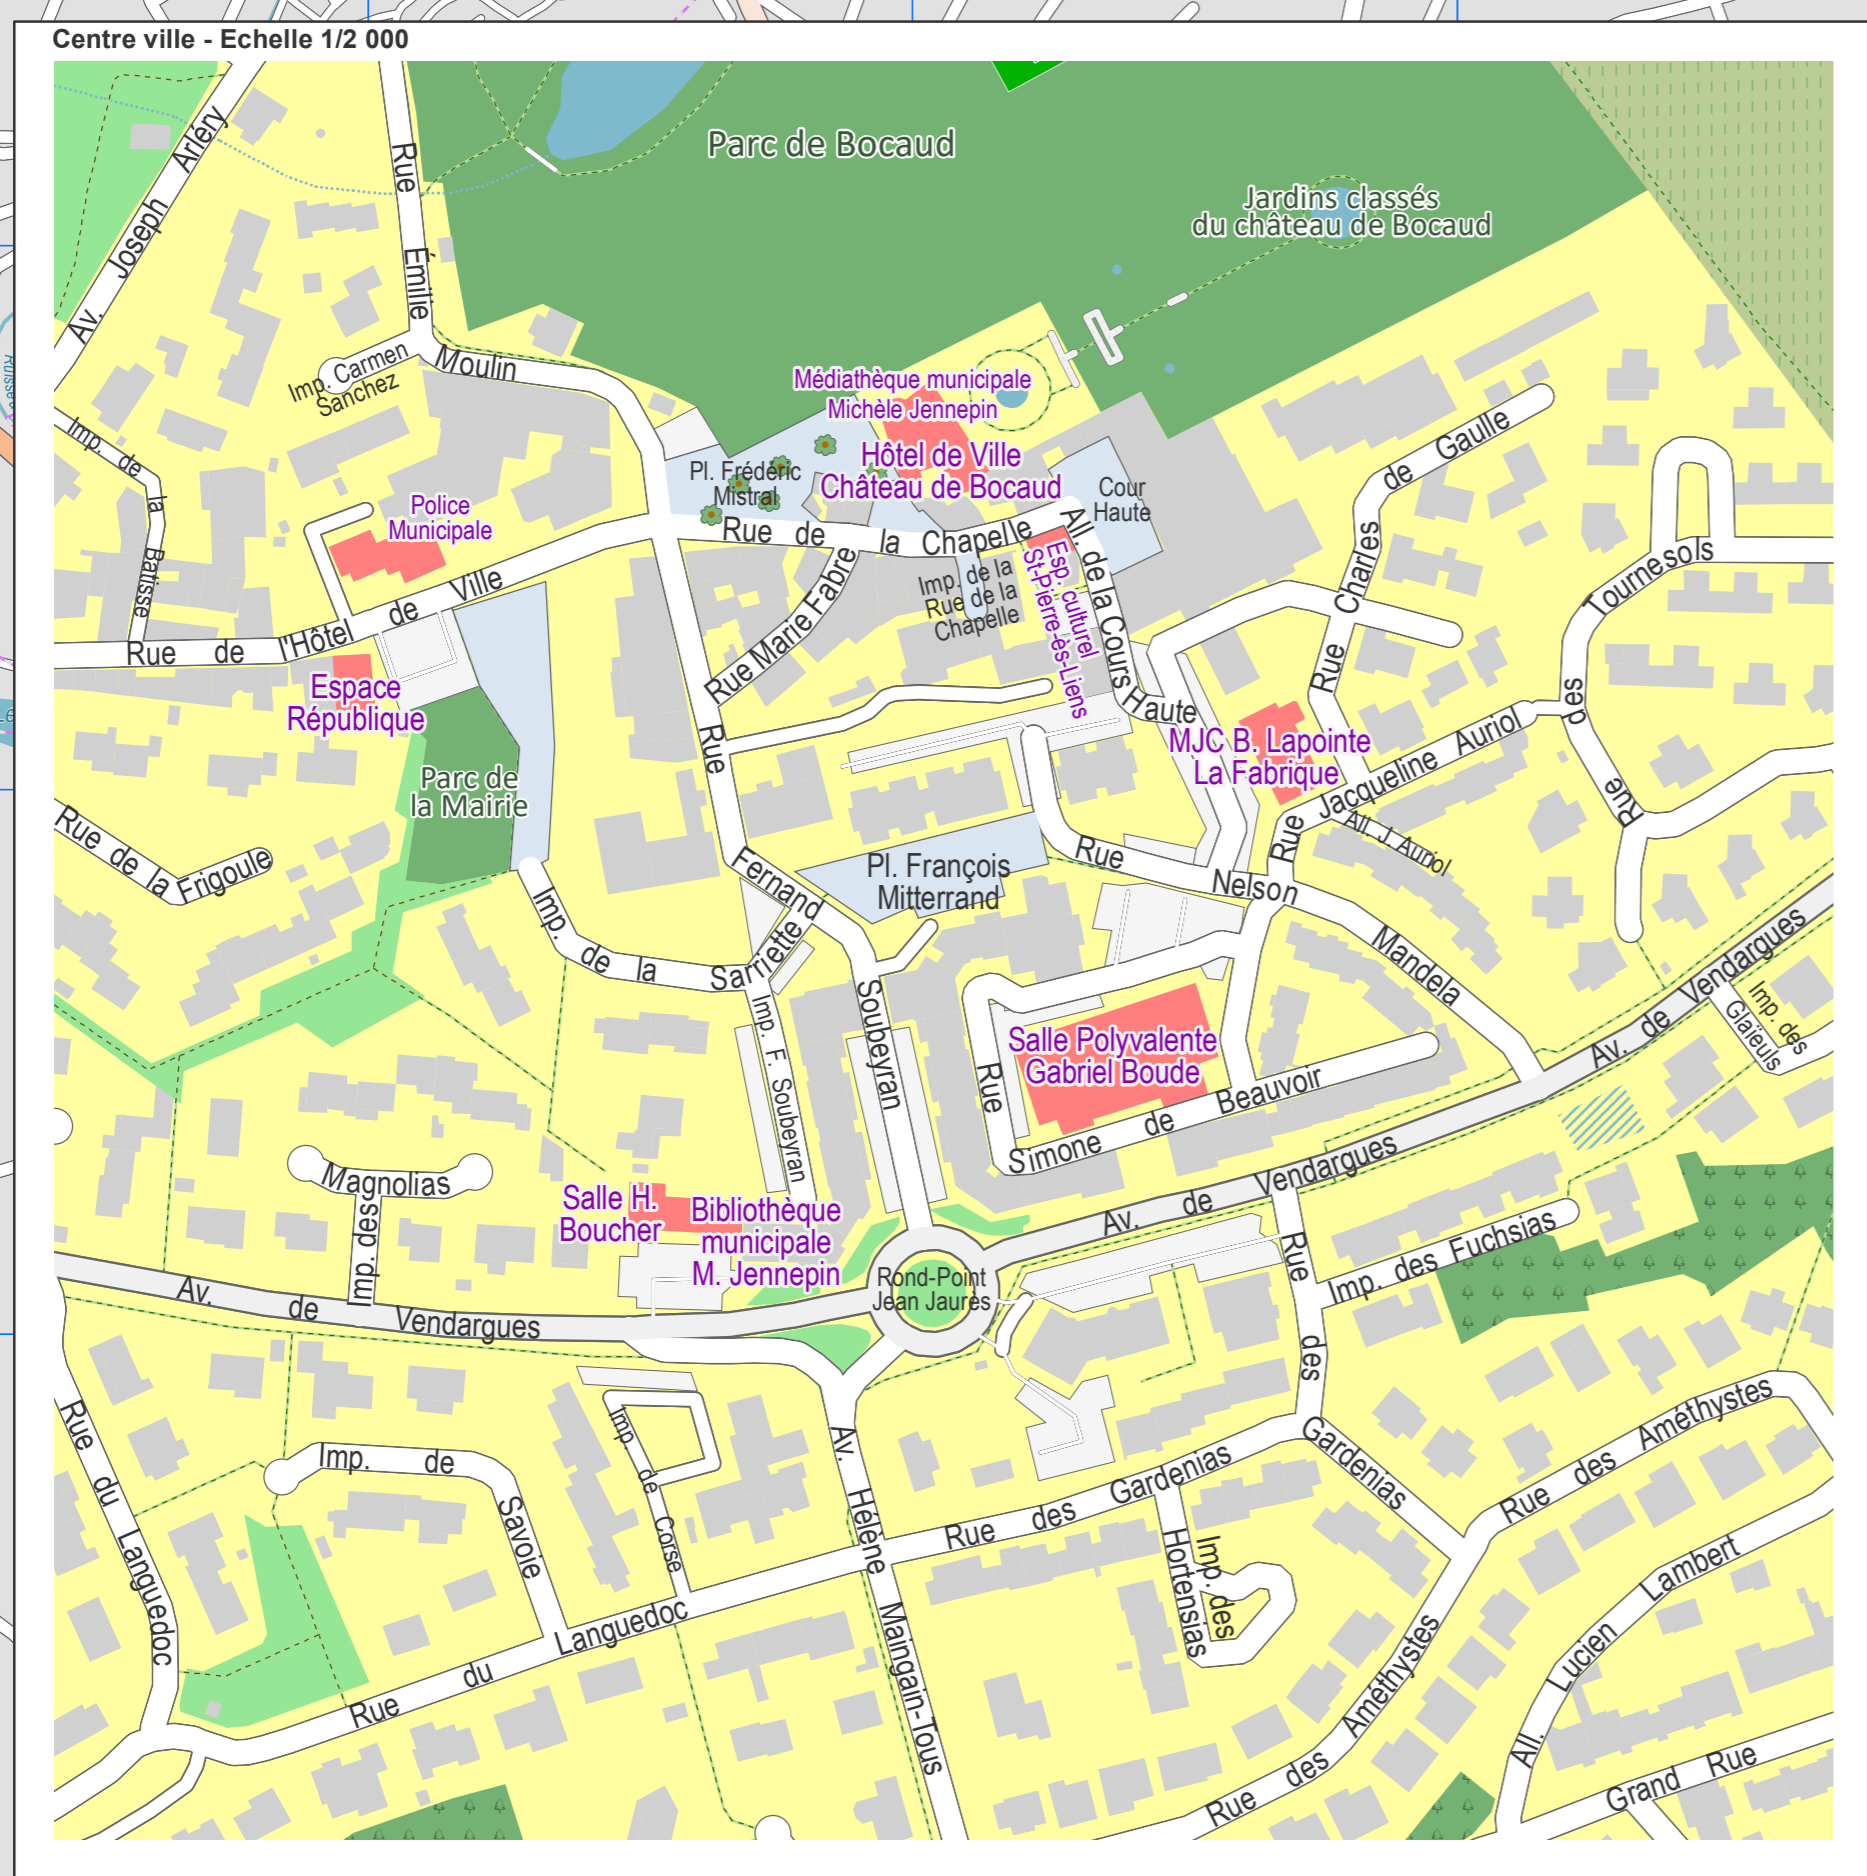 Centre ville - Echelle 1/2 000
Parc de Bocaud
Jardins classés
du château de Bocaud
Av. Joseph Arléry
Rue Émilie
Moulin
Imp. Carmen
Sanchez
Imp. de la Batisse
Police
Municipale
Médiathèque municipale
Michèle Jennepin
Hôtel de Ville
Château de Bocaud
Pl. Frédéric
Mistral
Cour
Haute
Rue de la Chapelle
Rue de l'Hôtel de Ville
Rue Marie Fabre
Imp. de la
Rue de la
Chapelle
Esp. culturel
St-Pierre-ès-Liens
All. de la Cours Haute
Rue Charles de Gaulle
Rue des Tournesols
Espace
République
Parc de
la Mairie
MJC B. Lapointe
La Fabrique
Rue Jacqueline Auriol
All. J. Auriol
Rue de la Frigoule
Rue Fernand Soubeyran
Pl. François
Mitterrand
Rue Nelson Mandela
Imp. de la Sarriette
Imp. F. Soubeyran
Salle Polyvalente
Gabriel Boude
Rue Simone de Beauvoir
Av. de Vendargues
Imp. des
Glaïeuls
Imp. des Magnolias
Salle H.
Boucher
Bibliothèque
municipale
M. Jennepin
Rond-Point
Jean Jaurès
Av. de Vendargues
Av. de Vendargues
Imp. des Fuchsias
Rue des Gardenias
Rue du Languedoc
Imp. de Savoie
Imp. de Corse
Av. Hélène Maingain-Tous
Rue des Gardenias
Imp. des
Hortensias
Rue des Améthystes
Rue du Languedoc
Rue des Améthystes
All. Lucien Lambert
Grand Rue